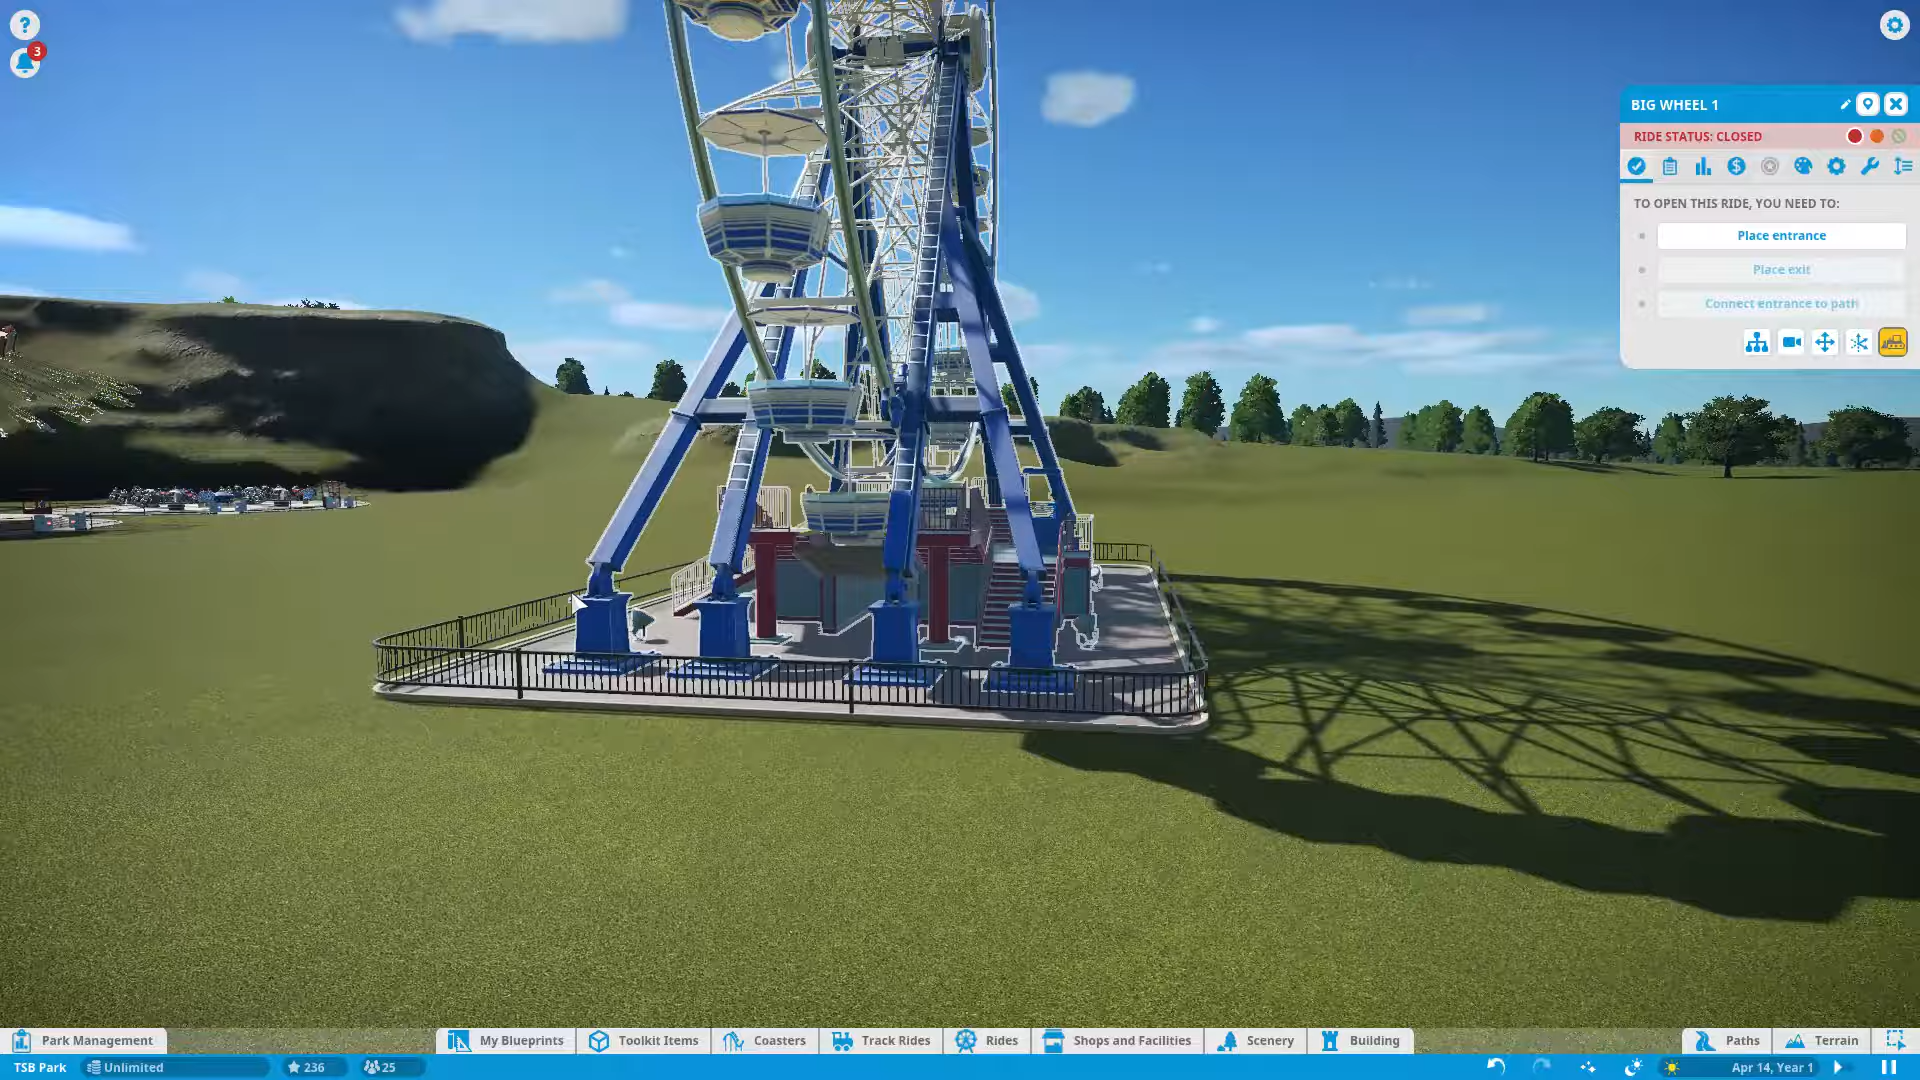 ?
3
BIG WHEEL 1
RIDE STATUS: CLOSED
TO OPEN THIS RIDE, YOU NEED TO:
Place entrance
Place exit
Connect entrance to path
Park Management
My Blueprints
Toolkit Items
Coasters
Track Rides
Rides
Shops and Facilities
Scenery
Building
Paths
Terrain
TSB Park
Unlimited
236
25
Apr 14, Year 1